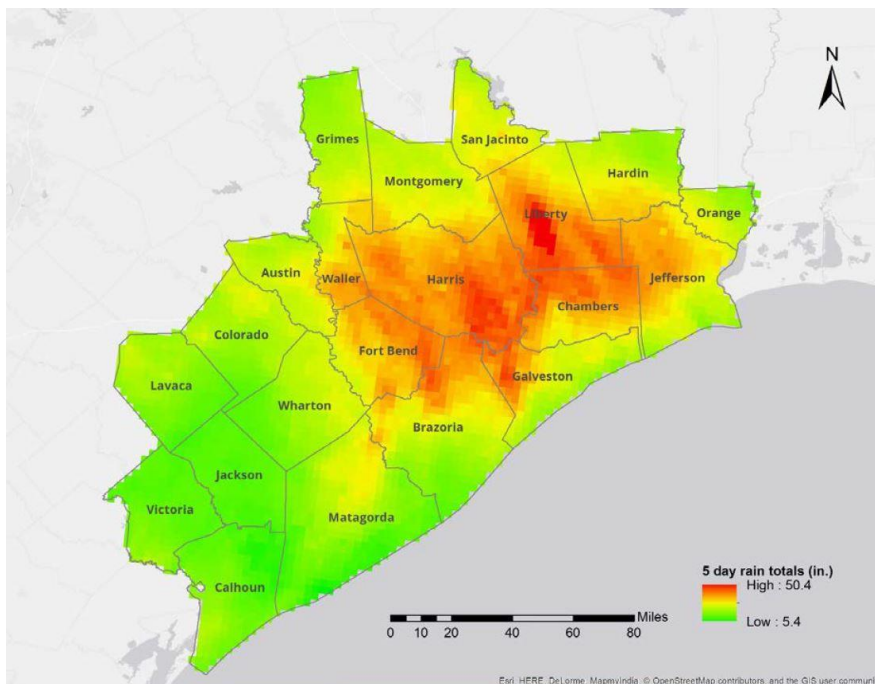 N
Grimes
San Jacinto
Montgomery
Hardin
Liberty
Orange
Austin
Waller
Harris
Jefferson
Chambers
Colorado
Fort Bend
Lavaca
Galveston
Wharton
Brazoria
Jackson
Victoria
Matagorda
Calhoun
5 day rain totals (in.)
High : 50.4
Low : 5.4
Miles
0 10 20 40 60 80
Esri, HERE, DeLorme, MapmyIndia, © OpenStreetMap contributors, and the GIS user